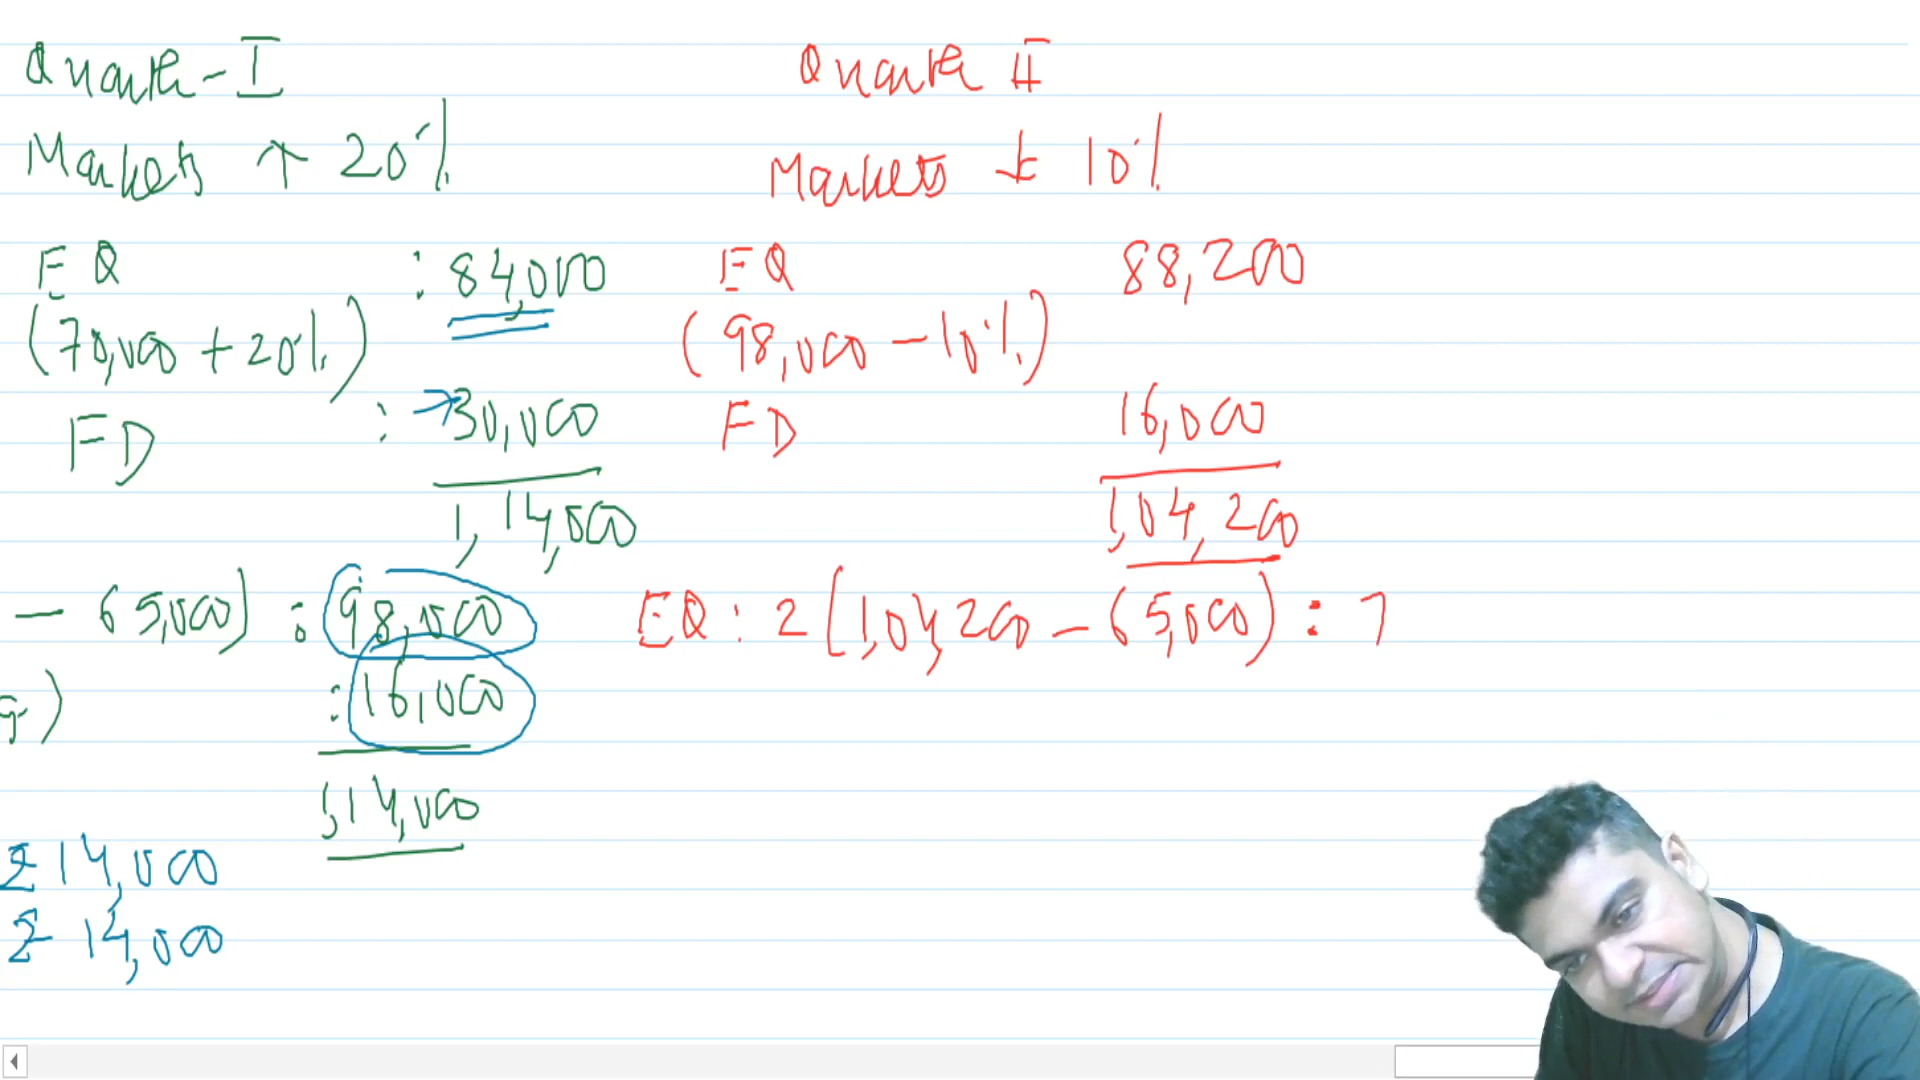 Quarter-I
Markets ↑ 20%
EQ : 84,000
(70,000 + 20%)
FD : →30,000
1,14,000
- 65,000) : 98,000
: 16,000
1,14,000
₹ 14,000
₹ 14,000
Quarter II
Markets ↓ 10%
EQ 88,200
(98,000 - 10%)
FD 16,000
1,04,200
EQ : 2 (1,04,200 - 65,000) : 7